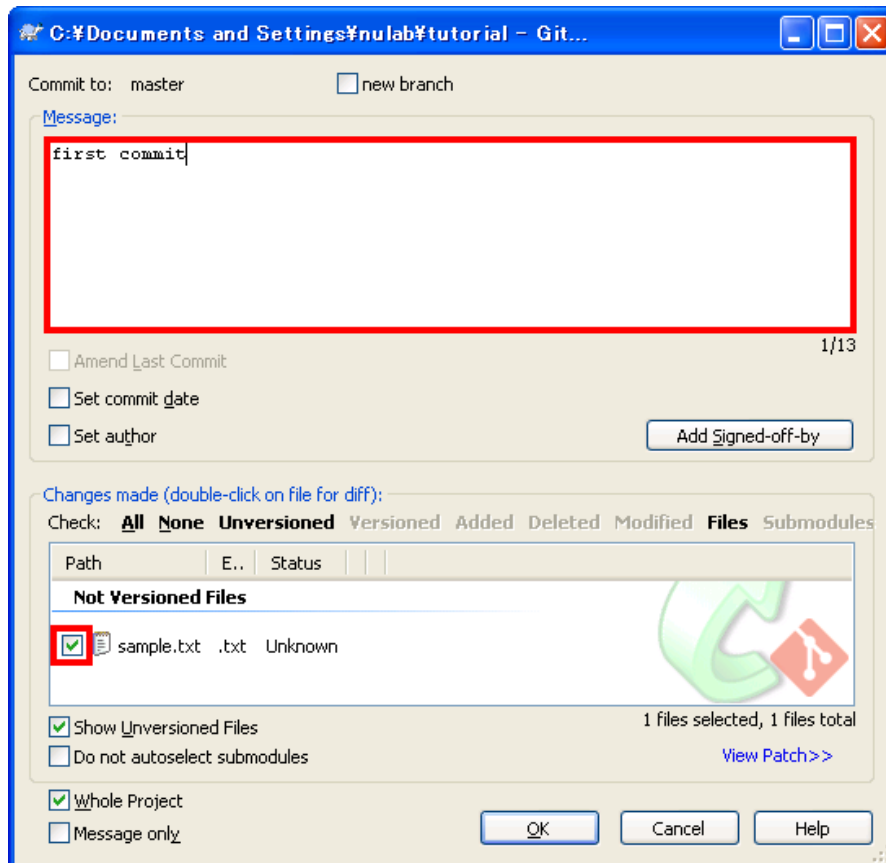 C:¥Documents and Settings¥nulab¥tutorial - Git...
Commit to: master new branch
Message:
first commit
1/13
Amend Last Commit
Set commit date
Set author
Add Signed-off-by
Changes made (double-click on file for diff):
Check: All None Unversioned Versioned Added Deleted Modified Files Submodules
Path E.. Status
Not Versioned Files
sample.txt .txt Unknown
Show Unversioned Files
1 files selected, 1 files total
Do not autoselect submodules
View Patch>>
Whole Project
Message only
OK Cancel Help